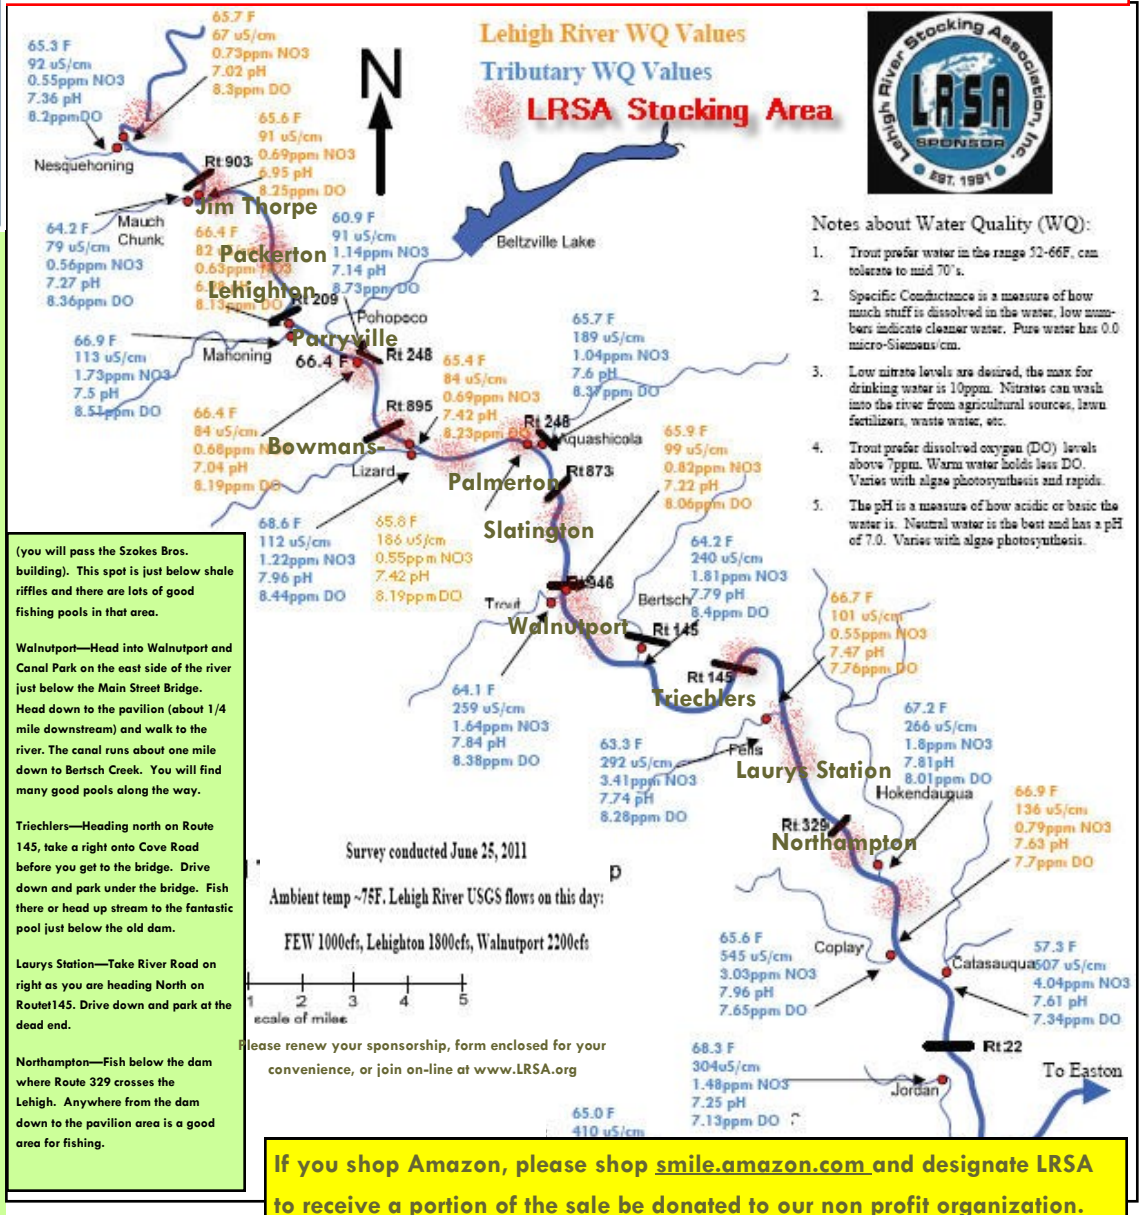 65.7 F
67 uS/cm
0.73ppm NO3
7.02 pH
8.3ppm DO
65.3 F
92 uS/cm
0.55ppm NO3
7.36 pH
8.2ppmDO
Nesquehoning
Lehigh River WQ Values
Tributary WQ Values
LRSA Stocking Area
N
Lehigh River Stocking Association, Inc.
LRSA
SPONSOR
EST. 1991
65.6 F
91 uS/cm
0.69ppm NO3
6.95 pH
8.25ppm DO
Rt 903
Jim Thorpe
Mauch
Chunk
64.2 F
79 uS/cm
0.56ppm NO3
7.27 pH
8.36ppm DO
66.4 F
0.63ppm NO3
8.13ppm DO
Packerton
Lehighton
60.9 F
91 uS/cm
1.14ppm NO3
7.14 pH
8.73ppm DO
Beltzville Lake
Rt 209
Pohopoco
Parryville
Mahoning
66.4 F
Rt 248
66.9 F
113 uS/cm
1.73ppm NO3
7.5 pH
8.51ppm DO
65.7 F
189 uS/cm
1.04ppm NO3
7.6 pH
8.37ppm DO
65.4 F
84 uS/cm
0.69ppm NO3
7.42 pH
8.23ppm DO
Rt 895
66.4 F
84 uS/cm
0.68ppm
7.04 pH
8.19ppm DO
Bowmans-
Lizard
Rt 248
Aquashicola
Palmerton
Rt 873
65.9 F
99 uS/cm
0.82ppm NO3
7.22 pH
8.06ppm DO
Slatington
68.6 F
112 uS/cm
1.22ppm NO3
7.96 pH
8.44ppm DO
65.8 F
186 uS/cm
0.55ppm NO3
7.42 pH
8.19ppm DO
64.2 F
240 uS/cm
1.81ppm NO3
7.79 pH
8.4ppm DO
Rt 946
Trout
Bertsch
Walnutport
Rt 145
Rt 145
Triechlers
64.1 F
259 uS/cm
1.64ppm NO3
7.84 pH
8.38ppm DO
66.7 F
101 uS/cm
0.55ppm NO3
7.47 pH
7.76ppm DO
63.3 F
292 uS/cm
3.41ppm NO3
7.74 pH
8.28ppm DO
Fells
Laurys Station
67.2 F
266 uS/cm
1.8ppm NO3
7.81pH
8.01ppm DO
Hokendauqua
Rt 329
Northampton
66.9 F
136 uS/cm
0.79ppm NO3
7.63 pH
7.7ppm DO
65.6 F
545 uS/cm
3.03ppm NO3
7.96 pH
7.65ppm DO
Coplay
Catasauqua
57.3 F
507 uS/cm
4.04ppm NO3
7.61 pH
7.34ppm DO
Rt 22
68.3 F
304uS/cm
1.48ppm NO3
7.25 pH
7.13ppm DO
Jordan
To Easton
65.0 F
410 uS/cm
Notes about Water Quality (WQ):
1. Trout prefer water in the range 52-66F, can
tolerate to mid 70's.
2. Specific Conductance is a measure of how
much stuff is dissolved in the water, low num-
bers indicate cleaner water. Pure water has 0.0
micro-Siemens/cm.
3. Low nitrate levels are desired, the max for
drinking water is 10ppm. Nitrates can wash
into the river from agricultural sources, lawn
fertilizers, waste water, etc.
4. Trout prefer dissolved oxygen (DO) levels
above 7ppm. Warm water holds less DO.
Varies with algae photosynthesis and rapids.
5. The pH is a measure of how acidic or basic the
water is. Neutral water is the best and has a pH
of 7.0. Varies with algae photosynthesis.
(you will pass the Szokes Bros.
building). This spot is just below shale
riffles and there are lots of good
fishing pools in that area.
Walnutport—Head into Walnutport and
Canal Park on the east side of the river
just below the Main Street Bridge.
Head down to the pavilion (about 1/4
mile downstream) and walk to the
river. The canal runs about one mile
down to Bertsch Creek. You will find
many good pools along the way.
Triechlers—Heading north on Route
145, take a right onto Cove Road
before you get to the bridge. Drive
down and park under the bridge. Fish
there or head up stream to the fantastic
pool just below the old dam.
Laurys Station—Take River Road on
right as you are heading North on
Route145. Drive down and park at the
dead end.
Northampton—Fish below the dam
where Route 329 crosses the
Lehigh. Anywhere from the dam
down to the pavilion area is a good
area for fishing.
Survey conducted June 25, 2011
p
Ambient temp ~75F. Lehigh River USGS flows on this day:
FEW 1000cfs, Lehighton 1800cfs, Walnutport 2200cfs
1 2 3 4 5
scale of miles
Please renew your sponsorship, form enclosed for your
convenience, or join on-line at www.LRSA.org
If you shop Amazon, please shop smile.amazon.com and designate LRSA
to receive a portion of the sale be donated to our non profit organization.